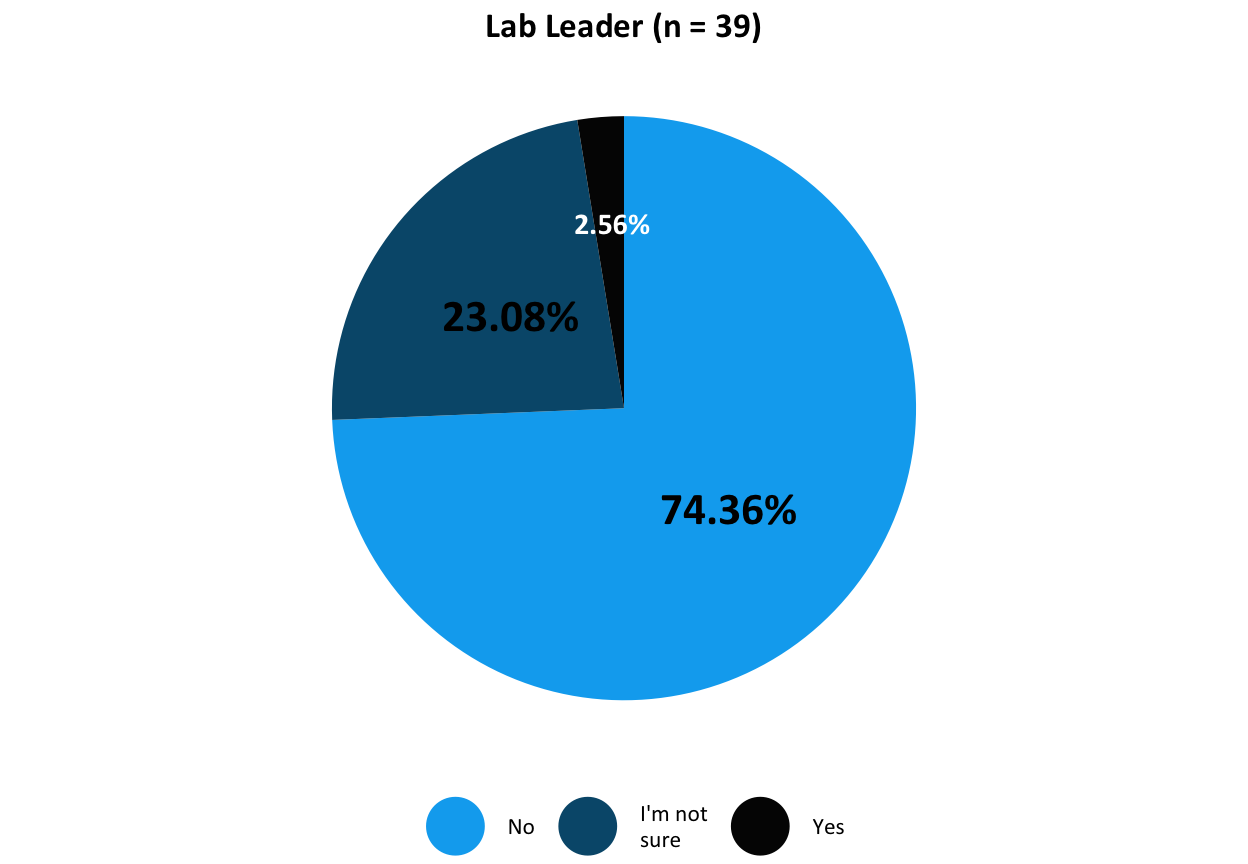 Lab Leader (n = 39)
2.56%
23.08%
74.36%
No
I'm not
sure
Yes